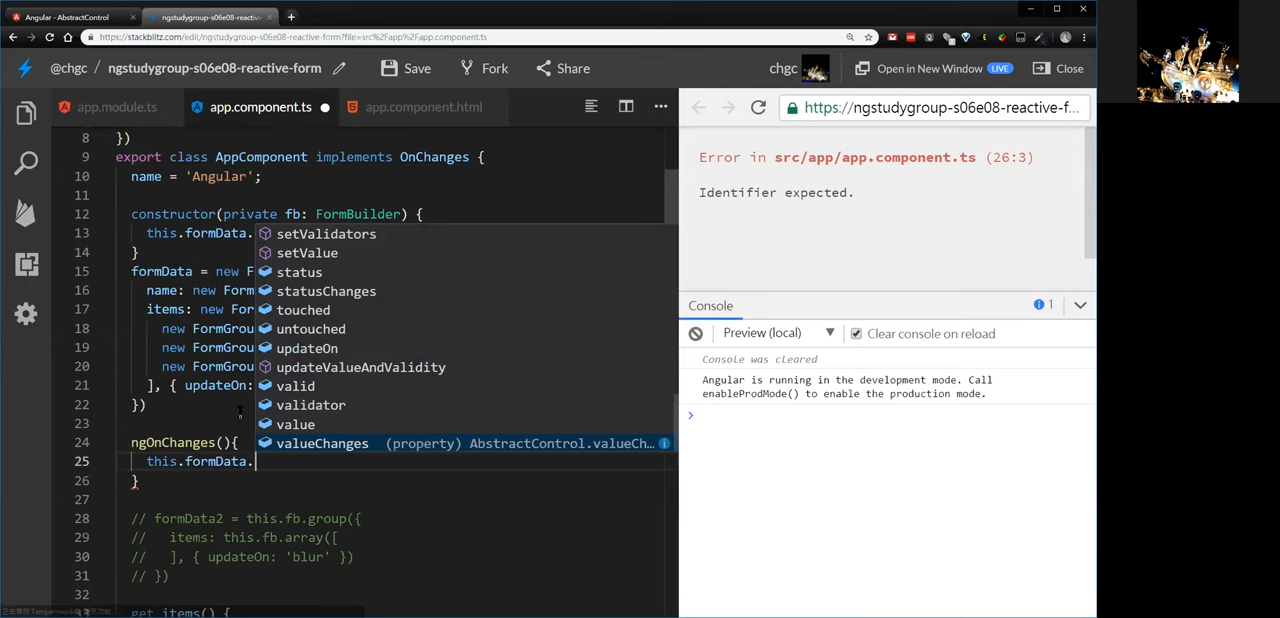 Angular - AbstractControl
ngstudygroup-s06e08-reactive-
https://stackblitz.com/edit/ngstudygroup-s06e08-reactive-form?file=src%2Fapp%2Fapp.component.ts
@chgc / ngstudygroup-s06e08-reactive-form
Save
Fork
Share
chgc
Open in New Window LIVE
Close
app.module.ts
app.component.ts
app.component.html
https://ngstudygroup-s06e08-reactive-f...
8 })
9 export class AppComponent implements OnChanges {
10 name = 'Angular';
11
12 constructor(private fb: FormBuilder) {
13 this.formData.
14 }
15 formData = new F
16 name: new Form
17 items: new For
18 new FormGrou
19 new FormGrou
20 new FormGrou
21 ], { updateOn:
22 })
23
24 ngOnChanges(){
25 this.formData.
26 }
27
28 // formData2 = this.fb.group({
29 // items: this.fb.array([
30 // ], { updateOn: 'blur' })
31 // })
32
get items() {
setValidators
setValue
status
statusChanges
touched
untouched
updateOn
updateValueAndValidity
valid
validator
value
valueChanges (property) AbstractControl.valueCh...
Error in src/app/app.component.ts (26:3)
Identifier expected.
Console
1
Preview (local)
Clear console on reload
Console was cleared
Angular is running in the development mode. Call
enableProdMode() to enable the production mode.